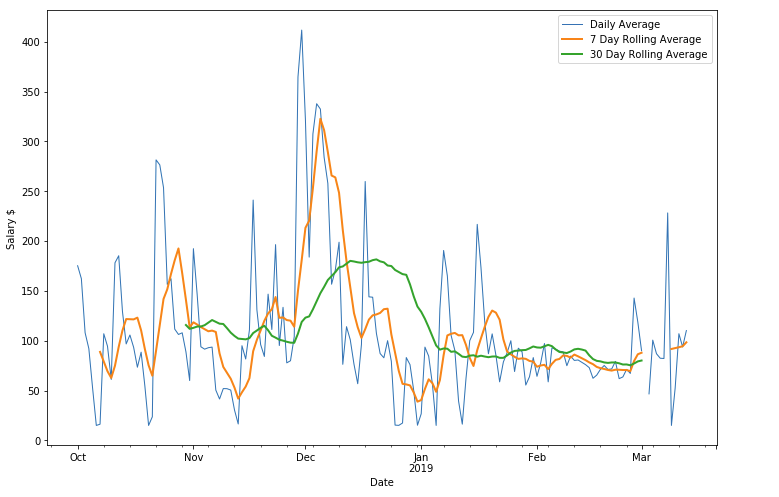 Daily Average
7 Day Rolling Average
30 Day Rolling Average
400
350
300
250
200
150
100
50
0
Salary $
Oct
Nov
Dec
Jan
2019
Feb
Mar
Date